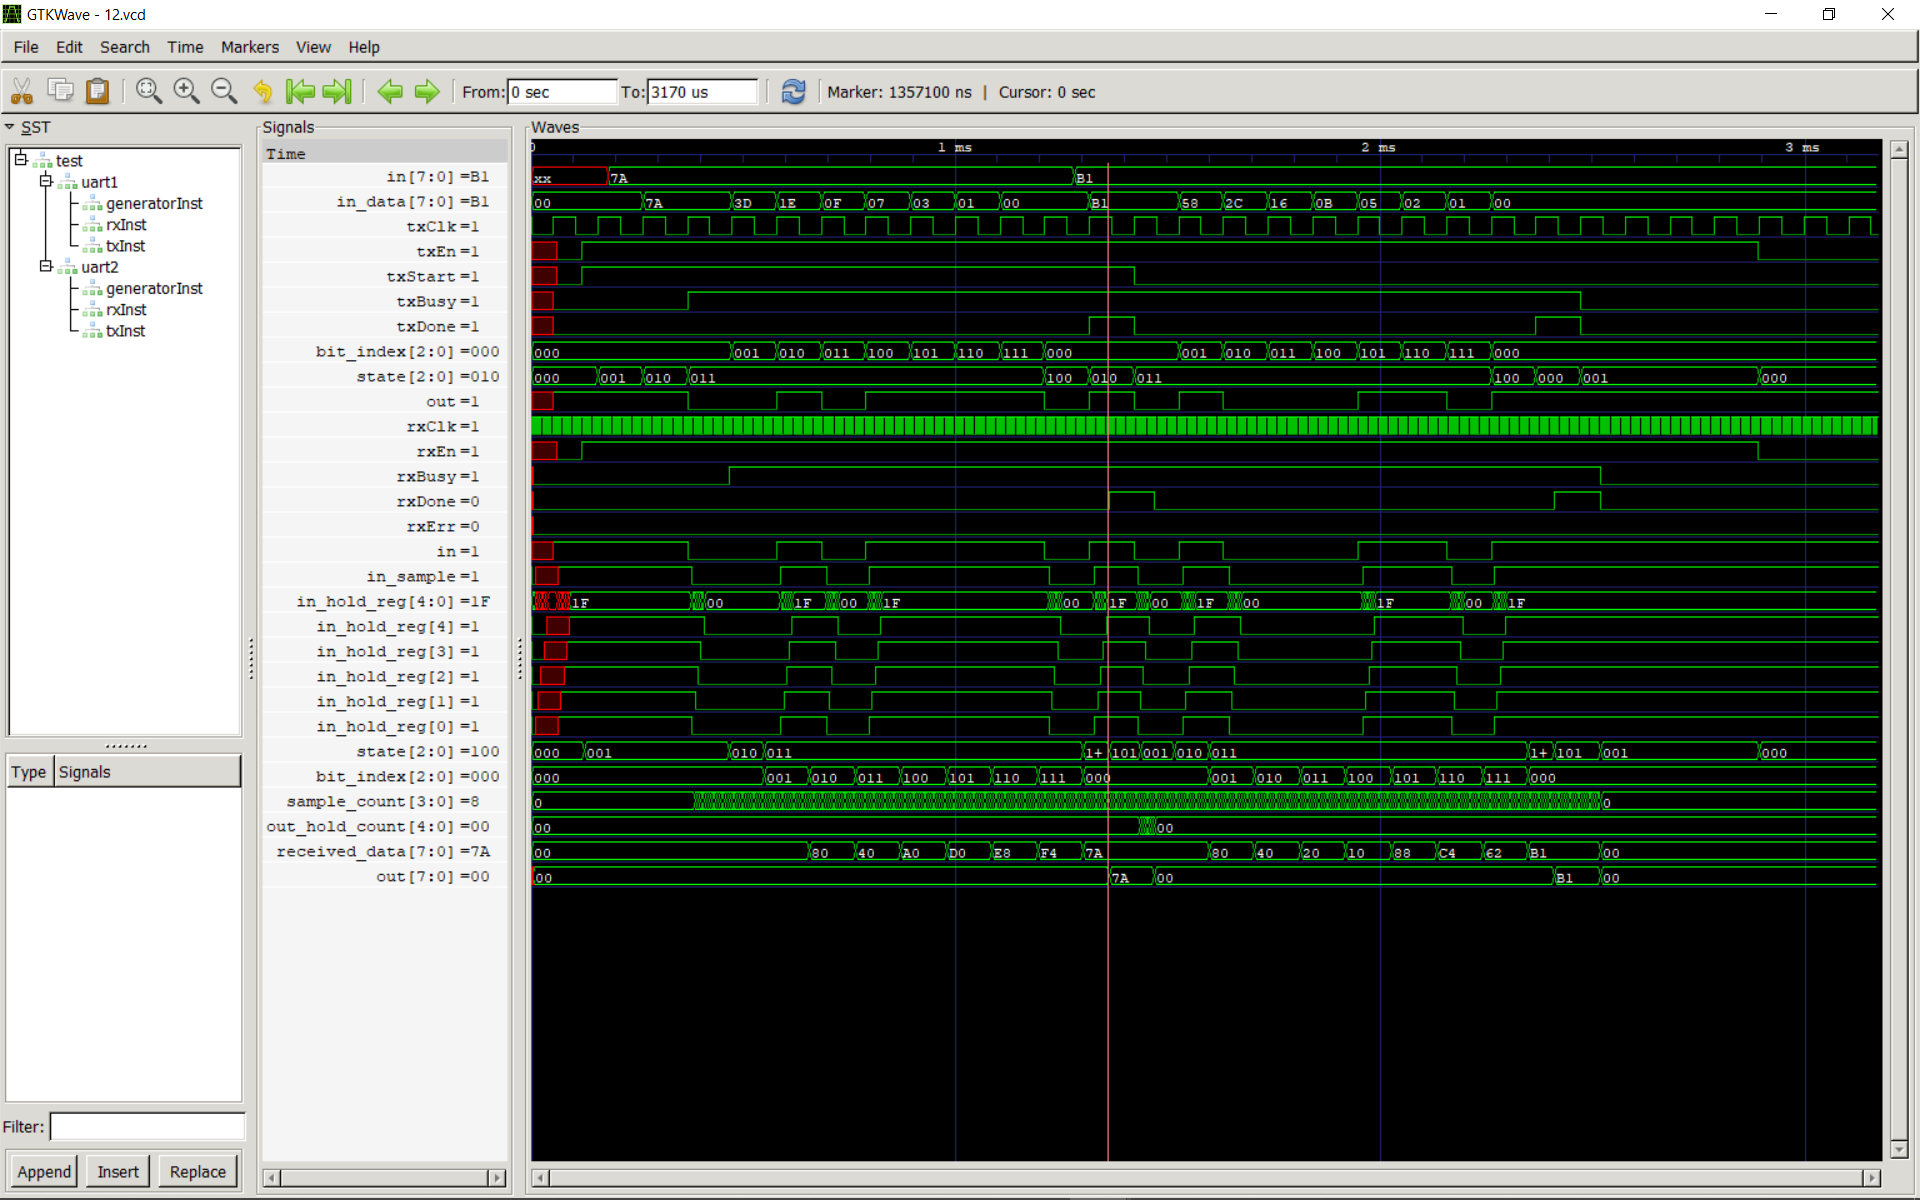 GTKWave - 12.vcd
File Edit Search Time Markers View Help
From: 0 sec To: 3170 us Marker: 1357100 ns | Cursor: 0 sec
SST
test
uart1
generatorInst
rxInst
txInst
uart2
generatorInst
rxInst
txInst
Type Signals
Filter:
Append Insert Replace
Signals
Time
in[7:0] =B1
in_data[7:0] =B1
txClk =1
txEn =1
txStart =1
txBusy =1
txDone =1
bit_index[2:0] =000
state[2:0] =010
out =1
rxClk =1
rxEn =1
rxBusy =1
rxDone =0
rxErr =0
in =1
in_sample =1
in_hold_reg[4:0] =1F
in_hold_reg[4] =1
in_hold_reg[3] =1
in_hold_reg[2] =1
in_hold_reg[1] =1
in_hold_reg[0] =1
state[2:0] =100
bit_index[2:0] =000
sample_count[3:0] =8
out_hold_count[4:0] =00
received_data[7:0] =7A
out[7:0] =00
Waves
0 1 ms 2 ms 3 ms
xx 7A B1
00 7A 3D 1E 0F 07 03 01 00 B1 58 2C 16 0B 05 02 01 00
000 001 010 011 100 101 110 111 000 001 010 011 100 101 110 111 000
000 001 010 011 100 010 011 100 000 001 000
1F 00 1F 00 1F 00 1F 00 1F 00 1F 00 1F
000 001 010 011 1+ 101 001 010 011 1+ 101 001 000
000 001 010 011 100 101 110 111 000 001 010 011 100 101 110 111 000
0 0
00 00
00 80 40 A0 D0 E8 F4 7A 80 40 20 10 88 C4 62 B1 00
00 7A 00 B1 00